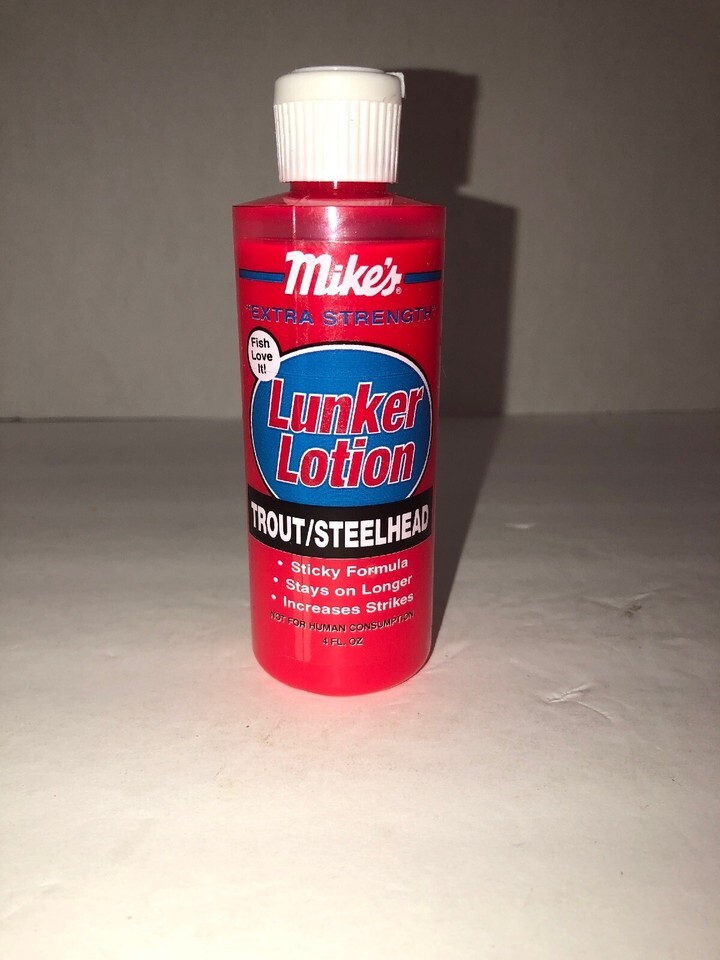 Mike's®
"EXTRA STRENGTH"
Fish
Love
It!
Lunker
Lotion
TROUT/STEELHEAD
• Sticky Formula
• Stays on Longer
• Increases Strikes
NOT FOR HUMAN CONSUMPTION
4 FL. OZ